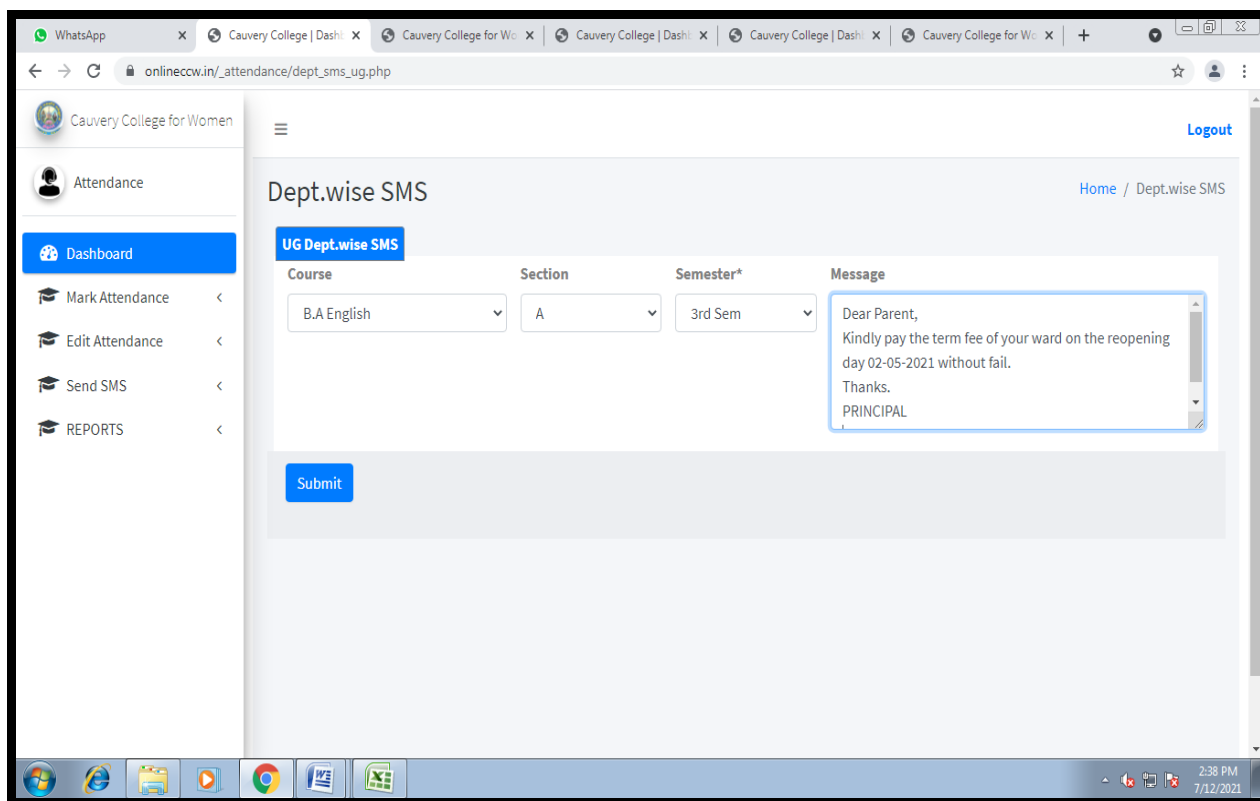 WhatsApp
Cauvery College | Dash
Cauvery College for Wo
Cauvery College | Dash
Cauvery College | Dash
Cauvery College for Wo
onlineccw.in/_attendance/dept_sms_ug.php
Cauvery College for Women
Logout
Attendance
Dept.wise SMS
Home / Dept.wise SMS
UG Dept.wise SMS
Dashboard
Mark Attendance
Edit Attendance
Send SMS
REPORTS
Course
Section
Semester*
Message
B.A English
A
3rd Sem
Dear Parent,
Kindly pay the term fee of your ward on the reopening
day 02-05-2021 without fail.
Thanks.
PRINCIPAL
Submit
2:38 PM
7/12/2021